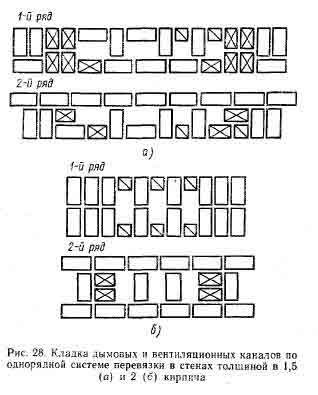 1-й ряд
2-й ряд
а)
1-й ряд
2-й ряд
б)
Рис. 28. Кладка дымовых и вентиляционных каналов по
однорядной системе перевязки в стенах толщиной в 1,5
(а) и 2 (б) кирпича